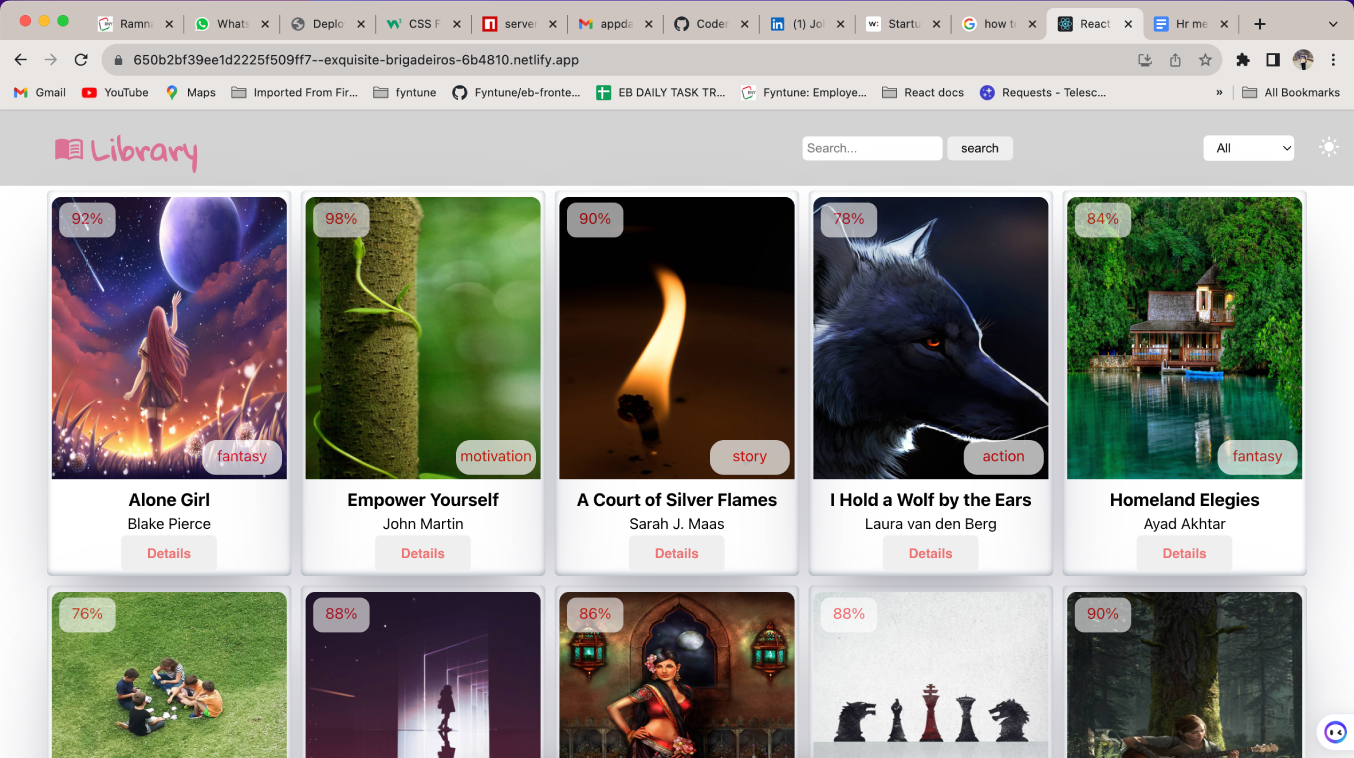 Ramna
Whats
Deplo
CSS F
server
appda
Coder
(1) Jol
Startu
how to
React
Hr me
650b2bf39ee1d2225f509ff7--exquisite-brigadeiros-6b4810.netlify.app
Gmail
YouTube
Maps
Imported From Fir...
fyntune
Fyntune/eb-fronte...
EB DAILY TASK TR...
Fyntune: Employe...
React docs
Requests - Telesc...
»
All Bookmarks
Library
Search...
search
All
92%
98%
90%
78%
84%
fantasy
motivation
story
action
fantasy
Alone Girl
Empower Yourself
A Court of Silver Flames
I Hold a Wolf by the Ears
Homeland Elegies
Blake Pierce
John Martin
Sarah J. Maas
Laura van den Berg
Ayad Akhtar
Details
Details
Details
Details
Details
76%
88%
86%
88%
90%